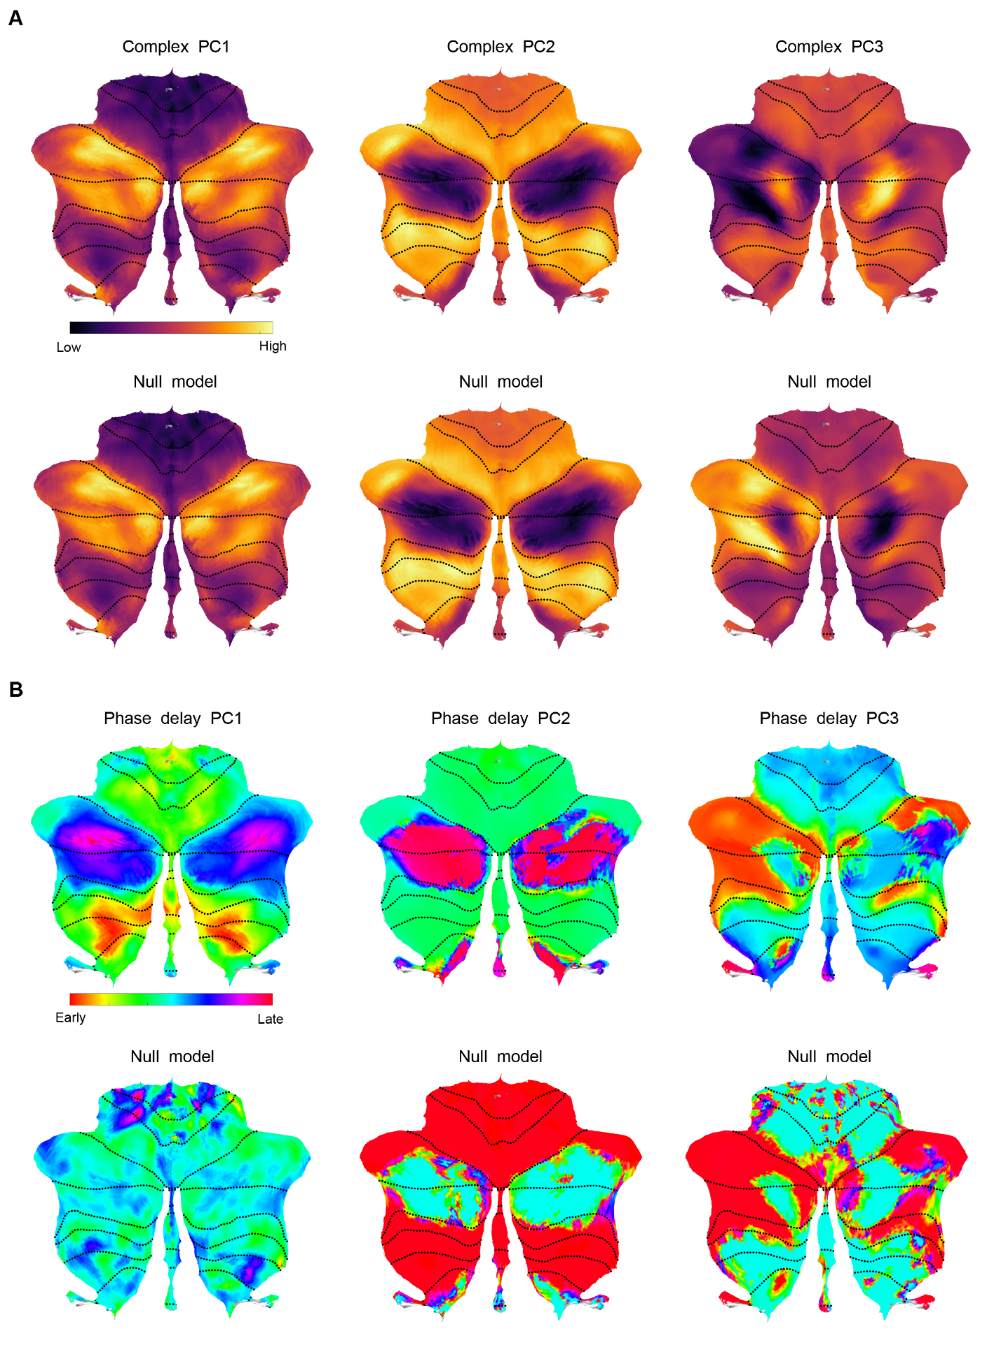 A
Complex PC1
Complex PC2
Complex PC3
Low
High
Null model
Null model
Null model
B
Phase delay PC1
Phase delay PC2
Phase delay PC3
Early
Late
Null model
Null model
Null model